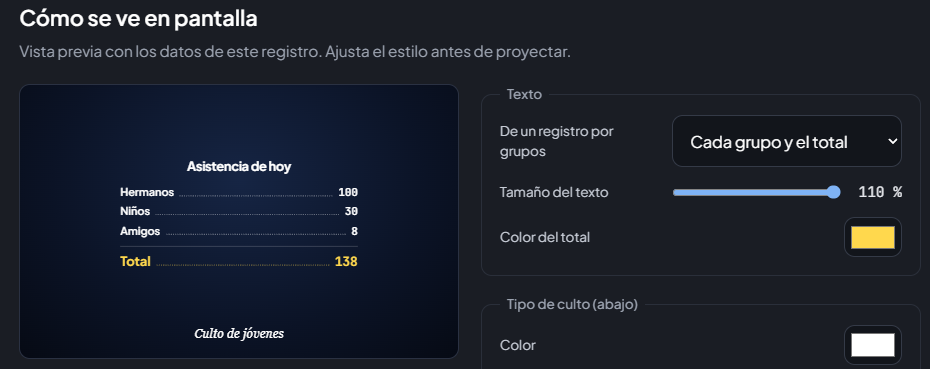 Cómo se ve en pantalla
Vista previa con los datos de este registro. Ajusta el estilo antes de proyectar.
Asistencia de hoy
Hermanos 100
Niños 30
Amigos 8
Total 138
Culto de jóvenes
Texto
De un registro por
grupos
Cada grupo y el total
Tamaño del texto
110 %
Color del total
Tipo de culto (abajo)
Color